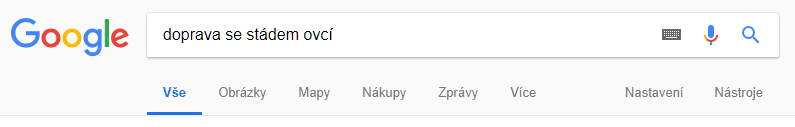 Google doprava se stádem ovcí
Vše Obrázky Mapy Nákupy Zprávy Více Nastavení Nástroje